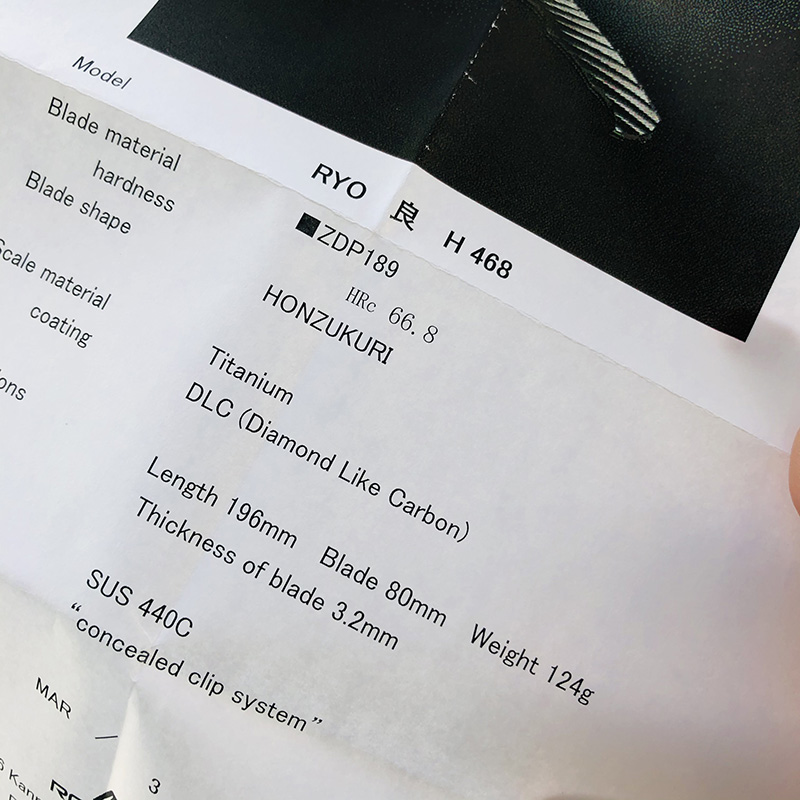 Model RYO 良 H 468
Blade material ■ZDP189
hardness HRc 66.8
Blade shape HONZUKURI
Scale material Titanium
coating DLC (Diamond Like Carbon)
Length 196mm Blade 80mm Weight 124g
Thickness of blade 3.2mm
SUS 440C
“concealed clip system”
MAR
3